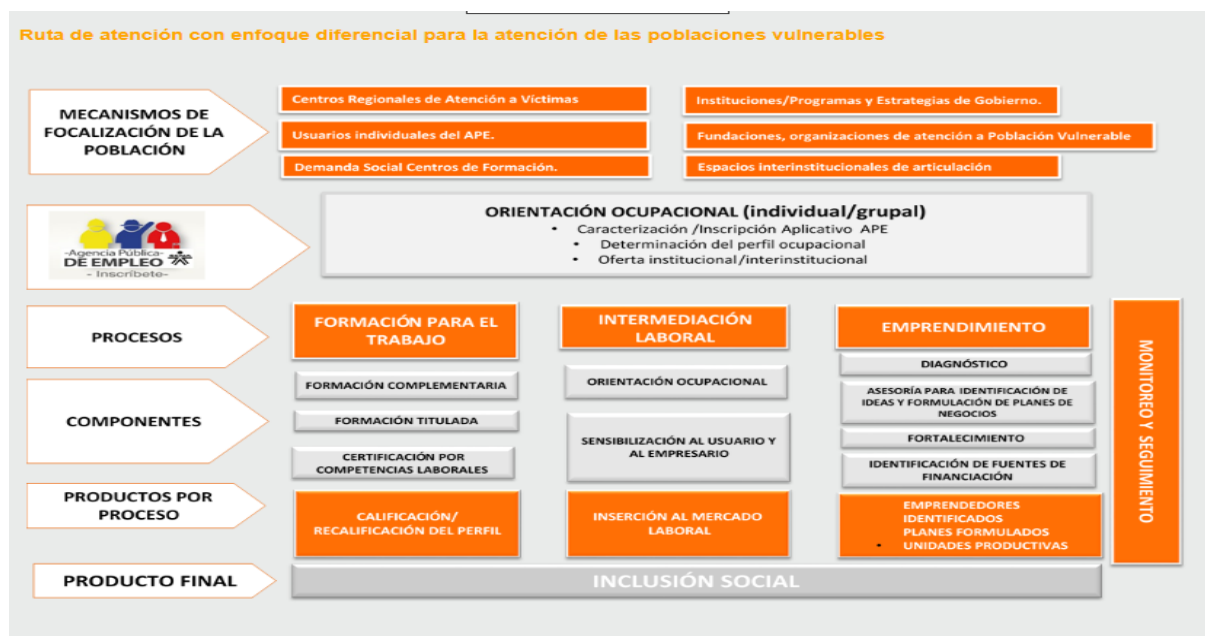 Ruta de atención con enfoque diferencial para la atención de las poblaciones vulnerables
MECANISMOS DE
FOCALIZACIÓN DE LA
POBLACIÓN
Centros Regionales de Atención a Víctimas
Usuarios individuales del APE.
Demanda Social Centros de Formación.
Instituciones/Programas y Estrategias de Gobierno.
Fundaciones, organizaciones de atención a Población Vulnerable
Espacios interinstitucionales de articulación
-Agencia Pública-
DE EMPLEO
- Inscríbete-
ORIENTACIÓN OCUPACIONAL (individual/grupal)
• Caracterización /Inscripción Aplicativo APE
• Determinación del perfil ocupacional
• Oferta institucional/interinstitucional
PROCESOS
FORMACIÓN PARA EL
TRABAJO
INTERMEDIACIÓN
LABORAL
EMPRENDIMIENTO
COMPONENTES
FORMACIÓN COMPLEMENTARIA
FORMACIÓN TITULADA
CERTIFICACIÓN POR
COMPETENCIAS LABORALES
ORIENTACIÓN OCUPACIONAL
SENSIBILIZACIÓN AL USUARIO Y
AL EMPRESARIO
DIAGNÓSTICO
ASESORÍA PARA IDENTIFICACIÓN DE
IDEAS Y FORMULACIÓN DE PLANES DE
NEGOCIOS
FORTALECIMIENTO
IDENTIFICACIÓN DE FUENTES DE
FINANCIACIÓN
PRODUCTOS POR
PROCESO
CALIFICACIÓN/
RECALIFICACIÓN DEL PERFIL
INSERCIÓN AL MERCADO
LABORAL
EMPRENDEDORES
IDENTIFICADOS
PLANES FORMULADOS
• UNIDADES PRODUCTIVAS
MONITOREO Y SEGUIMIENTO
PRODUCTO FINAL
INCLUSIÓN SOCIAL